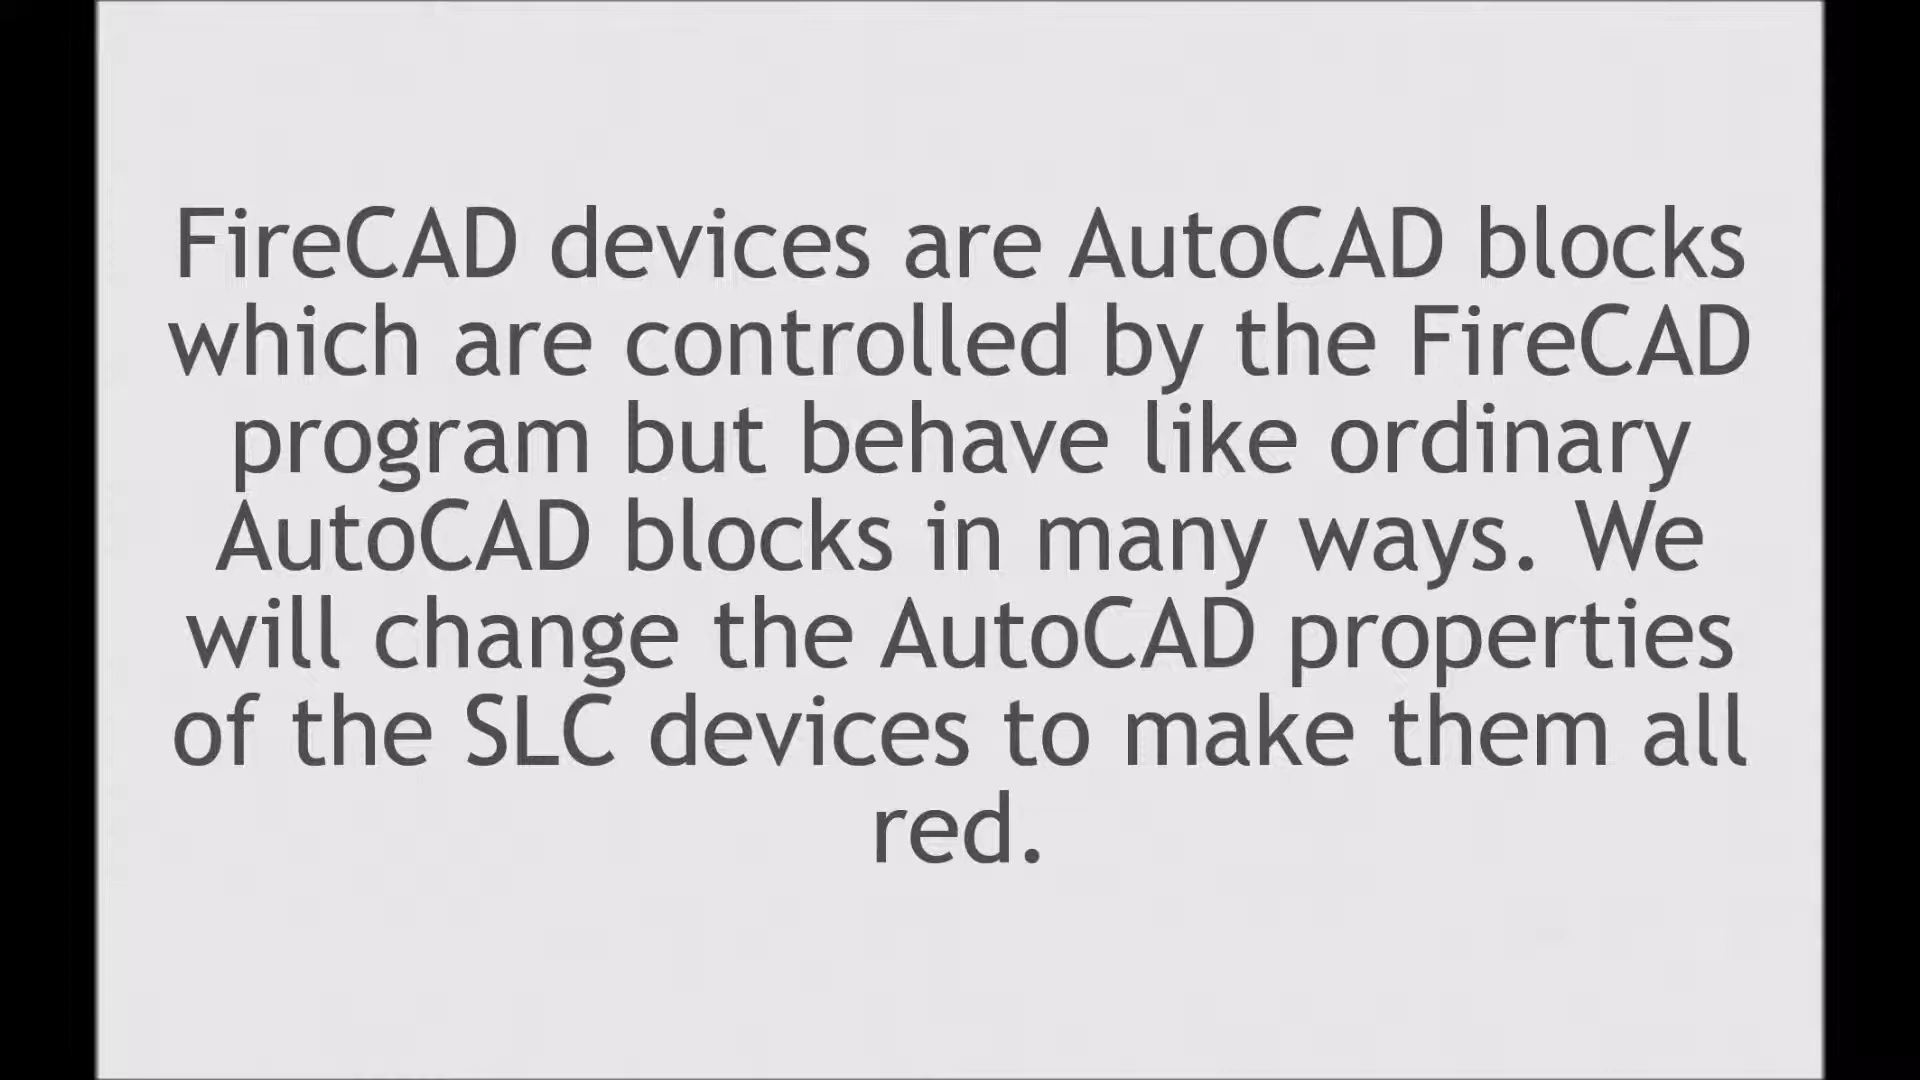 FireCAD devices are AutoCAD blocks
which are controlled by the FireCAD
program but behave like ordinary
AutoCAD blocks in many ways. We
will change the AutoCAD properties
of the SLC devices to make them all
red.